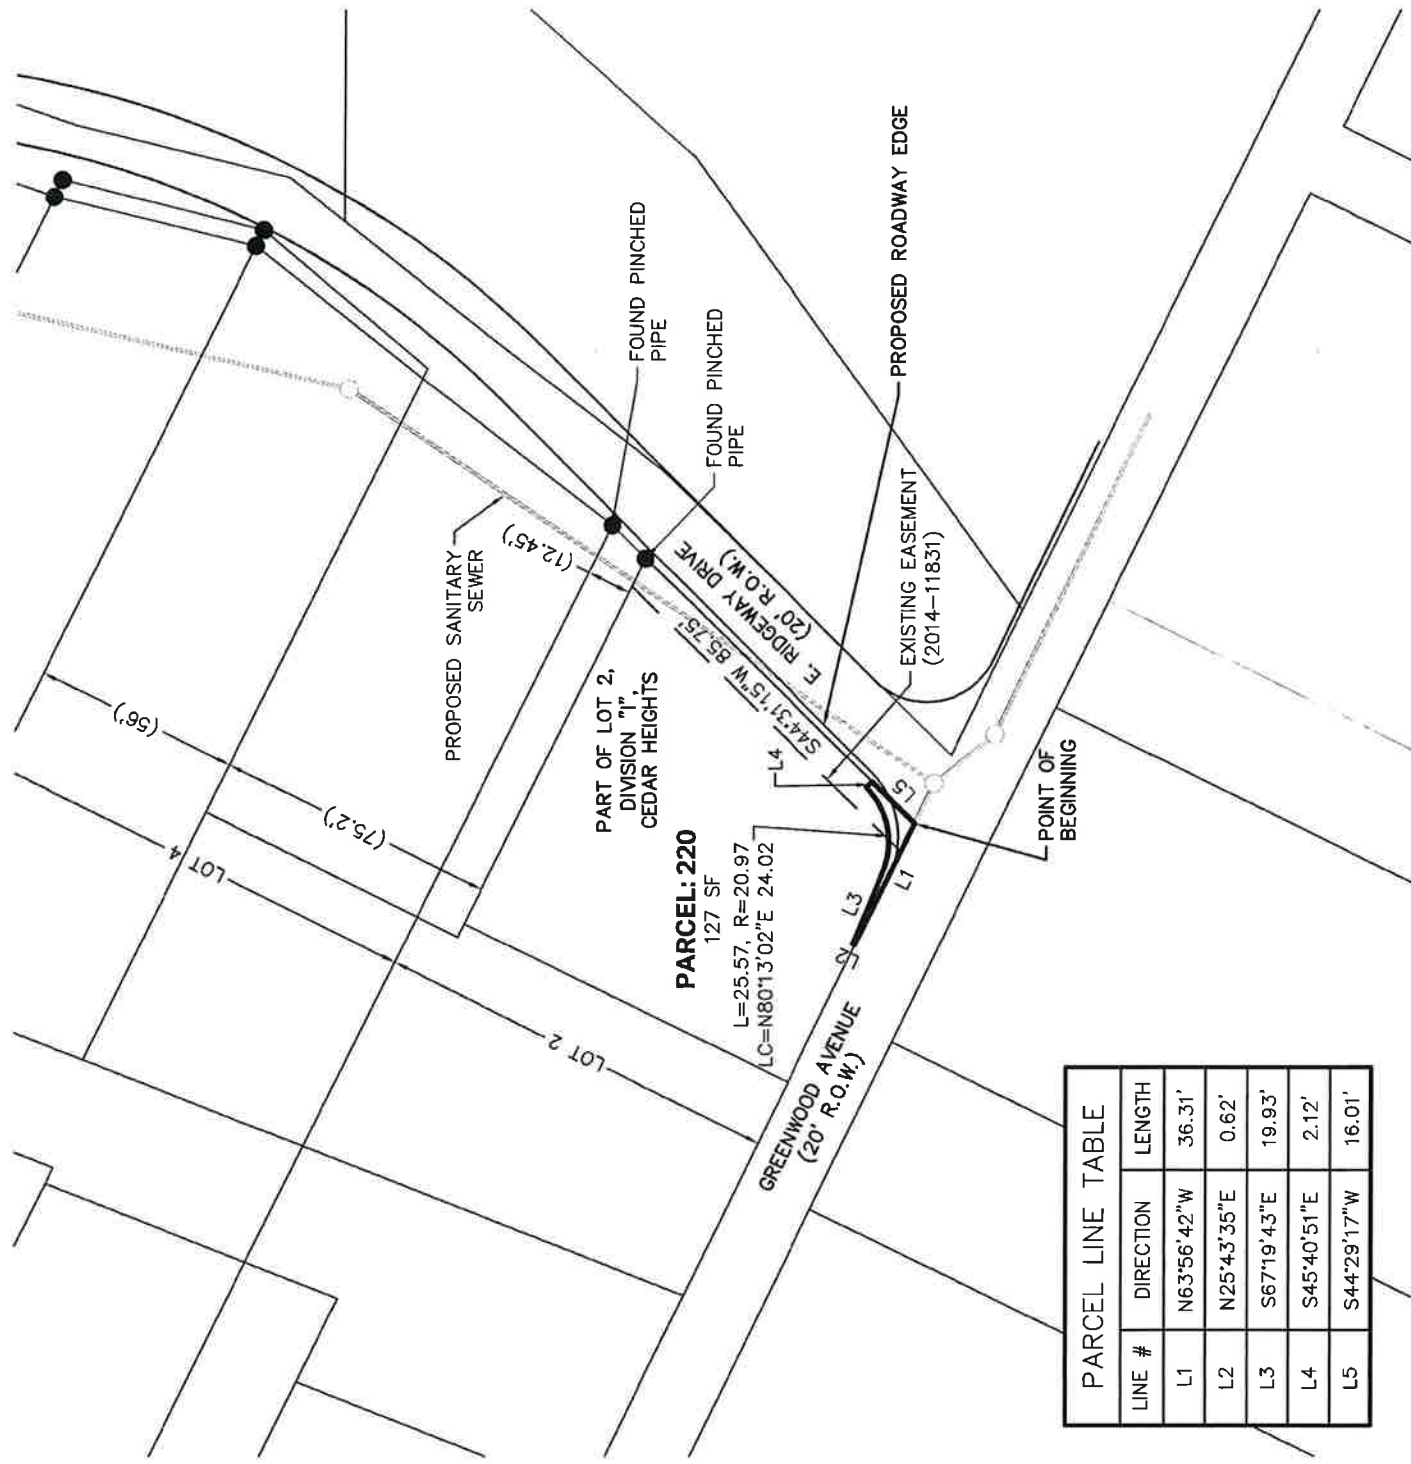 FOUND PINCHED
PIPE
FOUND PINCHED
PIPE
PROPOSED ROADWAY EDGE
PROPOSED SANITARY
SEWER
(12.45')
(56')
(75.2')
LOT 4
LOT 2
PART OF LOT 2,
DIVISION "I",
CEDAR HEIGHTS
S44°31'15"W 85.75'
E. RIDGEWAY DRIVE
(20' R.O.W.)
EXISTING EASEMENT
(2014-11831)
PARCEL: 220
127 SF
L=25.57, R=20.97
LC=N80°13'02"E 24.02
L4
L5
L3
L1
L2
POINT OF
BEGINNING
GREENWOOD AVENUE
(20' R.O.W.)
PARCEL LINE TABLE
LINE # DIRECTION LENGTH
L1 N63°56'42"W 36.31'
L2 N25°43'35"E 0.62'
L3 S67°19'43"E 19.93'
L4 S45°40'51"E 2.12'
L5 S44°29'17"W 16.01'